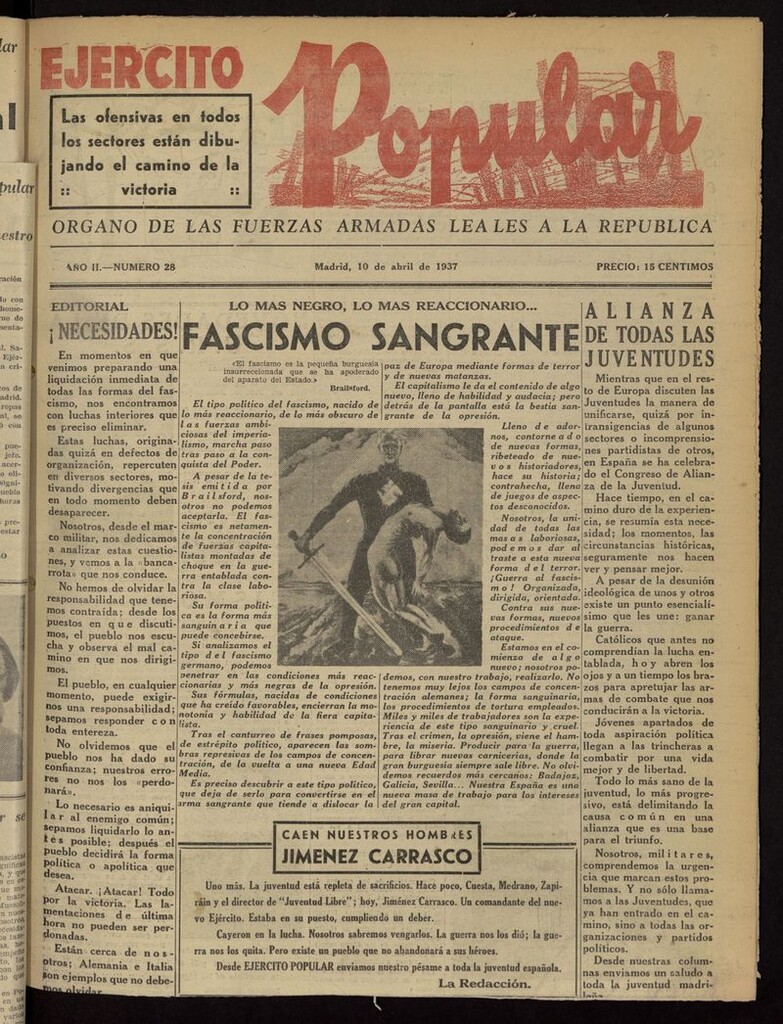 EJERCITO
Popular
Las ofensivas en todos
los sectores están dibu-
jando el camino de la
:: victoria ::
ORGANO DE LAS FUERZAS ARMADAS LEALES A LA REPUBLICA
AÑO II.—NUMERO 28
Madrid, 10 de abril de 1937
PRECIO: 15 CENTIMOS
EDITORIAL
¡NECESIDADES!
En momentos en que
venimos preparando una
liquidación inmediata de
todas las formas del fas-
cismo, nos encontramos
con luchas interiores que
es preciso eliminar.
Estas luchas, origina-
das quizá en defectos de
organización, repercuten
en diversos sectores, mo-
tivando divergencias que
en todo momento deben
desaparecer.
Nosotros, desde el mar-
co militar, nos dedicamos
a analizar estas cuestio-
nes, y vemos a la «banca-
rrota» que nos conduce.
No hemos de olvidar la
responsabilidad que tene-
mos contraída; desde los
puestos en que discuti-
mos, el pueblo nos escu-
cha y observa el mal ca-
mino en que nos dirigi-
mos.
El pueblo, en cualquier
momento, puede exigir-
nos una responsabilidad;
sepamos responder con
toda entereza.
No olvidemos que el
pueblo nos ha dado su
confianza; nuestros erro-
res no nos los «perdo-
nará».
Lo necesario es aniqui-
lar al enemigo común;
sepamos liquidarlo lo an-
tes posible; después el
pueblo decidirá la forma
política o apolítica que
desea.
Atacar. ¡Atacar! Todo
por la victoria. Las la-
mentaciones de última
hora no pueden ser per-
donadas.
Están cerca de nos-
otros; Alemania e Italia
son ejemplos que no debe-
mos olvidar
LO MAS NEGRO, LO MAS REACCIONARIO...
FASCISMO SANGRANTE
«El fascismo es la pequeña burguesía
insurreccionada que se ha apoderado
del aparato del Estado.»
Brailsford.
El tipo político del fascismo, nacido de
lo más reaccionario, de lo más obscuro de
las fuerzas ambi-
ciosas del imperia-
lismo, marcha paso
tras paso a la con-
quista del Poder.
A pesar de la te-
sis emitida por
Brailsford, nos-
otros no podemos
aceptarla. El fas-
cismo es netamente
la concentración
de fuerzas capita-
listas montadas de
choque en la guerra
entablada con-
tra la clase labo-
riosa.
Su forma políti-
ca es la forma más
sanguinaria que
puede concebirse.
Si analizamos el
tipo del fascismo
germano, podemos
penetrar en las condiciones más reac-
cionarias y más negras de la opresión.
Sus fórmulas, nacidas de condiciones
que ha creído favorables, encierran la mo-
notonía y habilidad de la fiera capita-
lista.
Tras el canturreo de frases pomposas,
de estrépito político, aparecen las som-
bras represivas de los campos de concen-
tración, de la vuelta a una nueva Edad
Media.
Es preciso descubrir a este tipo político,
que deja de serlo para convertirse en el
arma sangrante que tiende a dislocar la
paz de Europa mediante formas de terror
y de nuevas matanzas.
El capitalismo le da el contenido de algo
nuevo, lleno de habilidad y audacia; pero
detrás de la pantalla está la bestia san-
grante de la opresión.
Lleno de ador-
nos, contorneado
de nuevas formas,
ribeteado de nue-
vos historiadores,
hace su historia;
contrahecha, llena
de juegos de aspec-
tos desconocidos.
Nosotros, la uni-
dad de todas las
masas laboriosas,
podemos dar al
traste a esta nueva
forma del terror.
¡Guerra al fascis-
mo! Organizada,
dirigida, orientada.
Contra sus nue-
vas formas, nuevos
procedimientos de
ataque.
Estamos en el co-
mienzo de algo
nuevo; nosotros po-
demos, con nuestro trabajo, realizarlo. No
tenemos muy lejos los campos de concen-
tración alemanes; la forma sanguinaria,
los procedimientos de tortura empleados.
Miles y miles de trabajadores son la expe-
riencia de este tipo sanguinario y cruel.
Tras el crimen, la opresión, viene el ham-
bre, la miseria. Producir para la guerra,
para librar nuevas carnicerías, donde la
gran burguesía siempre sale libre. No olvi-
demos recuerdos más cercanos: Badajoz,
Galicia, Sevilla... Nuestra España es una
nueva masa de trabajo para los intereses
del gran capital.
CAEN NUESTROS HOMBRES
JIMENEZ CARRASCO
Uno más. La juventud está repleta de sacrificios. Hace poco, Cuesta, Medrano, Zapi-
ráin y el director de "Juventud Libre"; hoy, Jiménez Carrasco. Un comandante del nue-
vo Ejército. Estaba en su puesto, cumpliendo un deber.
Cayeron en la lucha. Nosotros sabremos vengarlos. La guerra nos los dió; la gue-
rra nos los quita. Pero existe un pueblo que no abandonará a sus héroes.
Desde EJERCITO POPULAR enviamos nuestro pésame a toda la juventud española.
La Redacción.
ALIANZA
DE TODAS LAS
JUVENTUDES
Mientras que en el res-
to de Europa discuten las
Juventudes la manera de
unificarse, quizá por in-
transigencias de algunos
sectores o incomprensio-
nes partidistas de otros,
en España se ha celebra-
do el Congreso de Alian-
za de la Juventud.
Hace tiempo, en el ca-
mino duro de la experien-
cia, se resumía esta nece-
sidad; los momentos, las
circunstancias históricas,
seguramente nos hacen
ver y pensar mejor.
A pesar de la desunión
ideológica de unos y otros
existe un punto esencialí-
simo que les une: ganar
la guerra.
Católicos que antes no
comprendían la lucha en-
tablada, hoy abren los
ojos y a un tiempo los bra-
zos para apretujar las ar-
mas de combate que nos
conducirán a la victoria.
Jóvenes apartados de
toda aspiración política
llegan a las trincheras a
combatir por una vida
mejor y de libertad.
Todo lo más sano de la
juventud, lo más progre-
sivo, está delimitando la
causa común en una
alianza que es una base
para el triunfo.
Nosotros, militares,
comprendemos la urgen-
cia que marcan estos pro-
blemas. Y no sólo llama-
mos a las Juventudes, que
ya han entrado en el ca-
mino, sino a todas las or-
ganizaciones y partidos
políticos.
Desde nuestras colum-
nas enviamos un saludo a
toda la juventud madri-
leña.